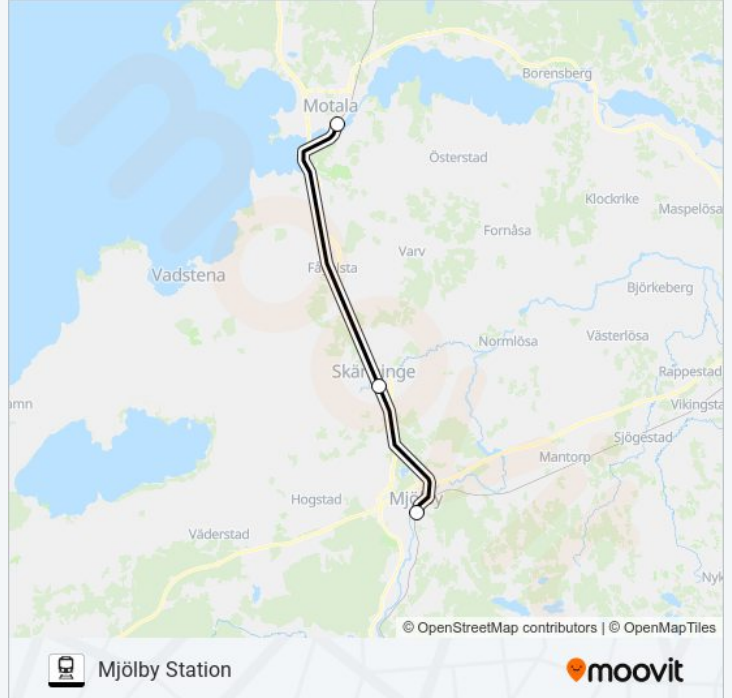 Borensberg
Motala
Österstad
Klockrike
Maspelösa
Fornåsa
Varv
Vadstena
Björkeberg
Västerlösa
Normlösa
Rappestad
Vikingsta
Sjögestad
Mantorp
Hogstad
Väderstad
© OpenStreetMap contributors | © OpenMapTiles
Mjölby Station
moovit